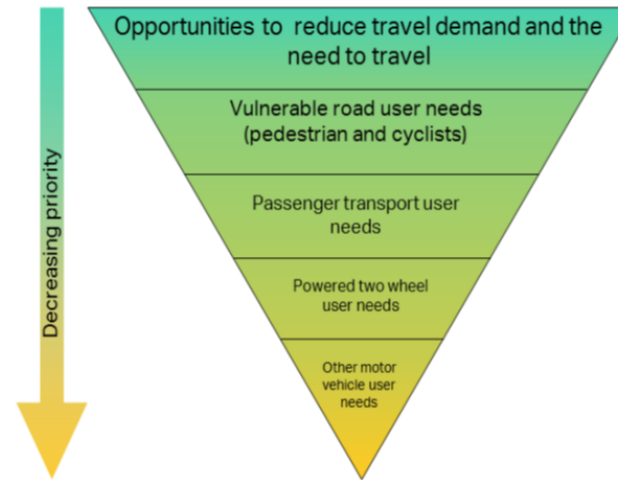 Opportunities to reduce travel demand and the
need to travel
Vulnerable road user needs
(pedestrian and cyclists)
Passenger transport user
needs
Powered two wheel
user needs
Other motor
vehicle user
needs
Decreasing priority